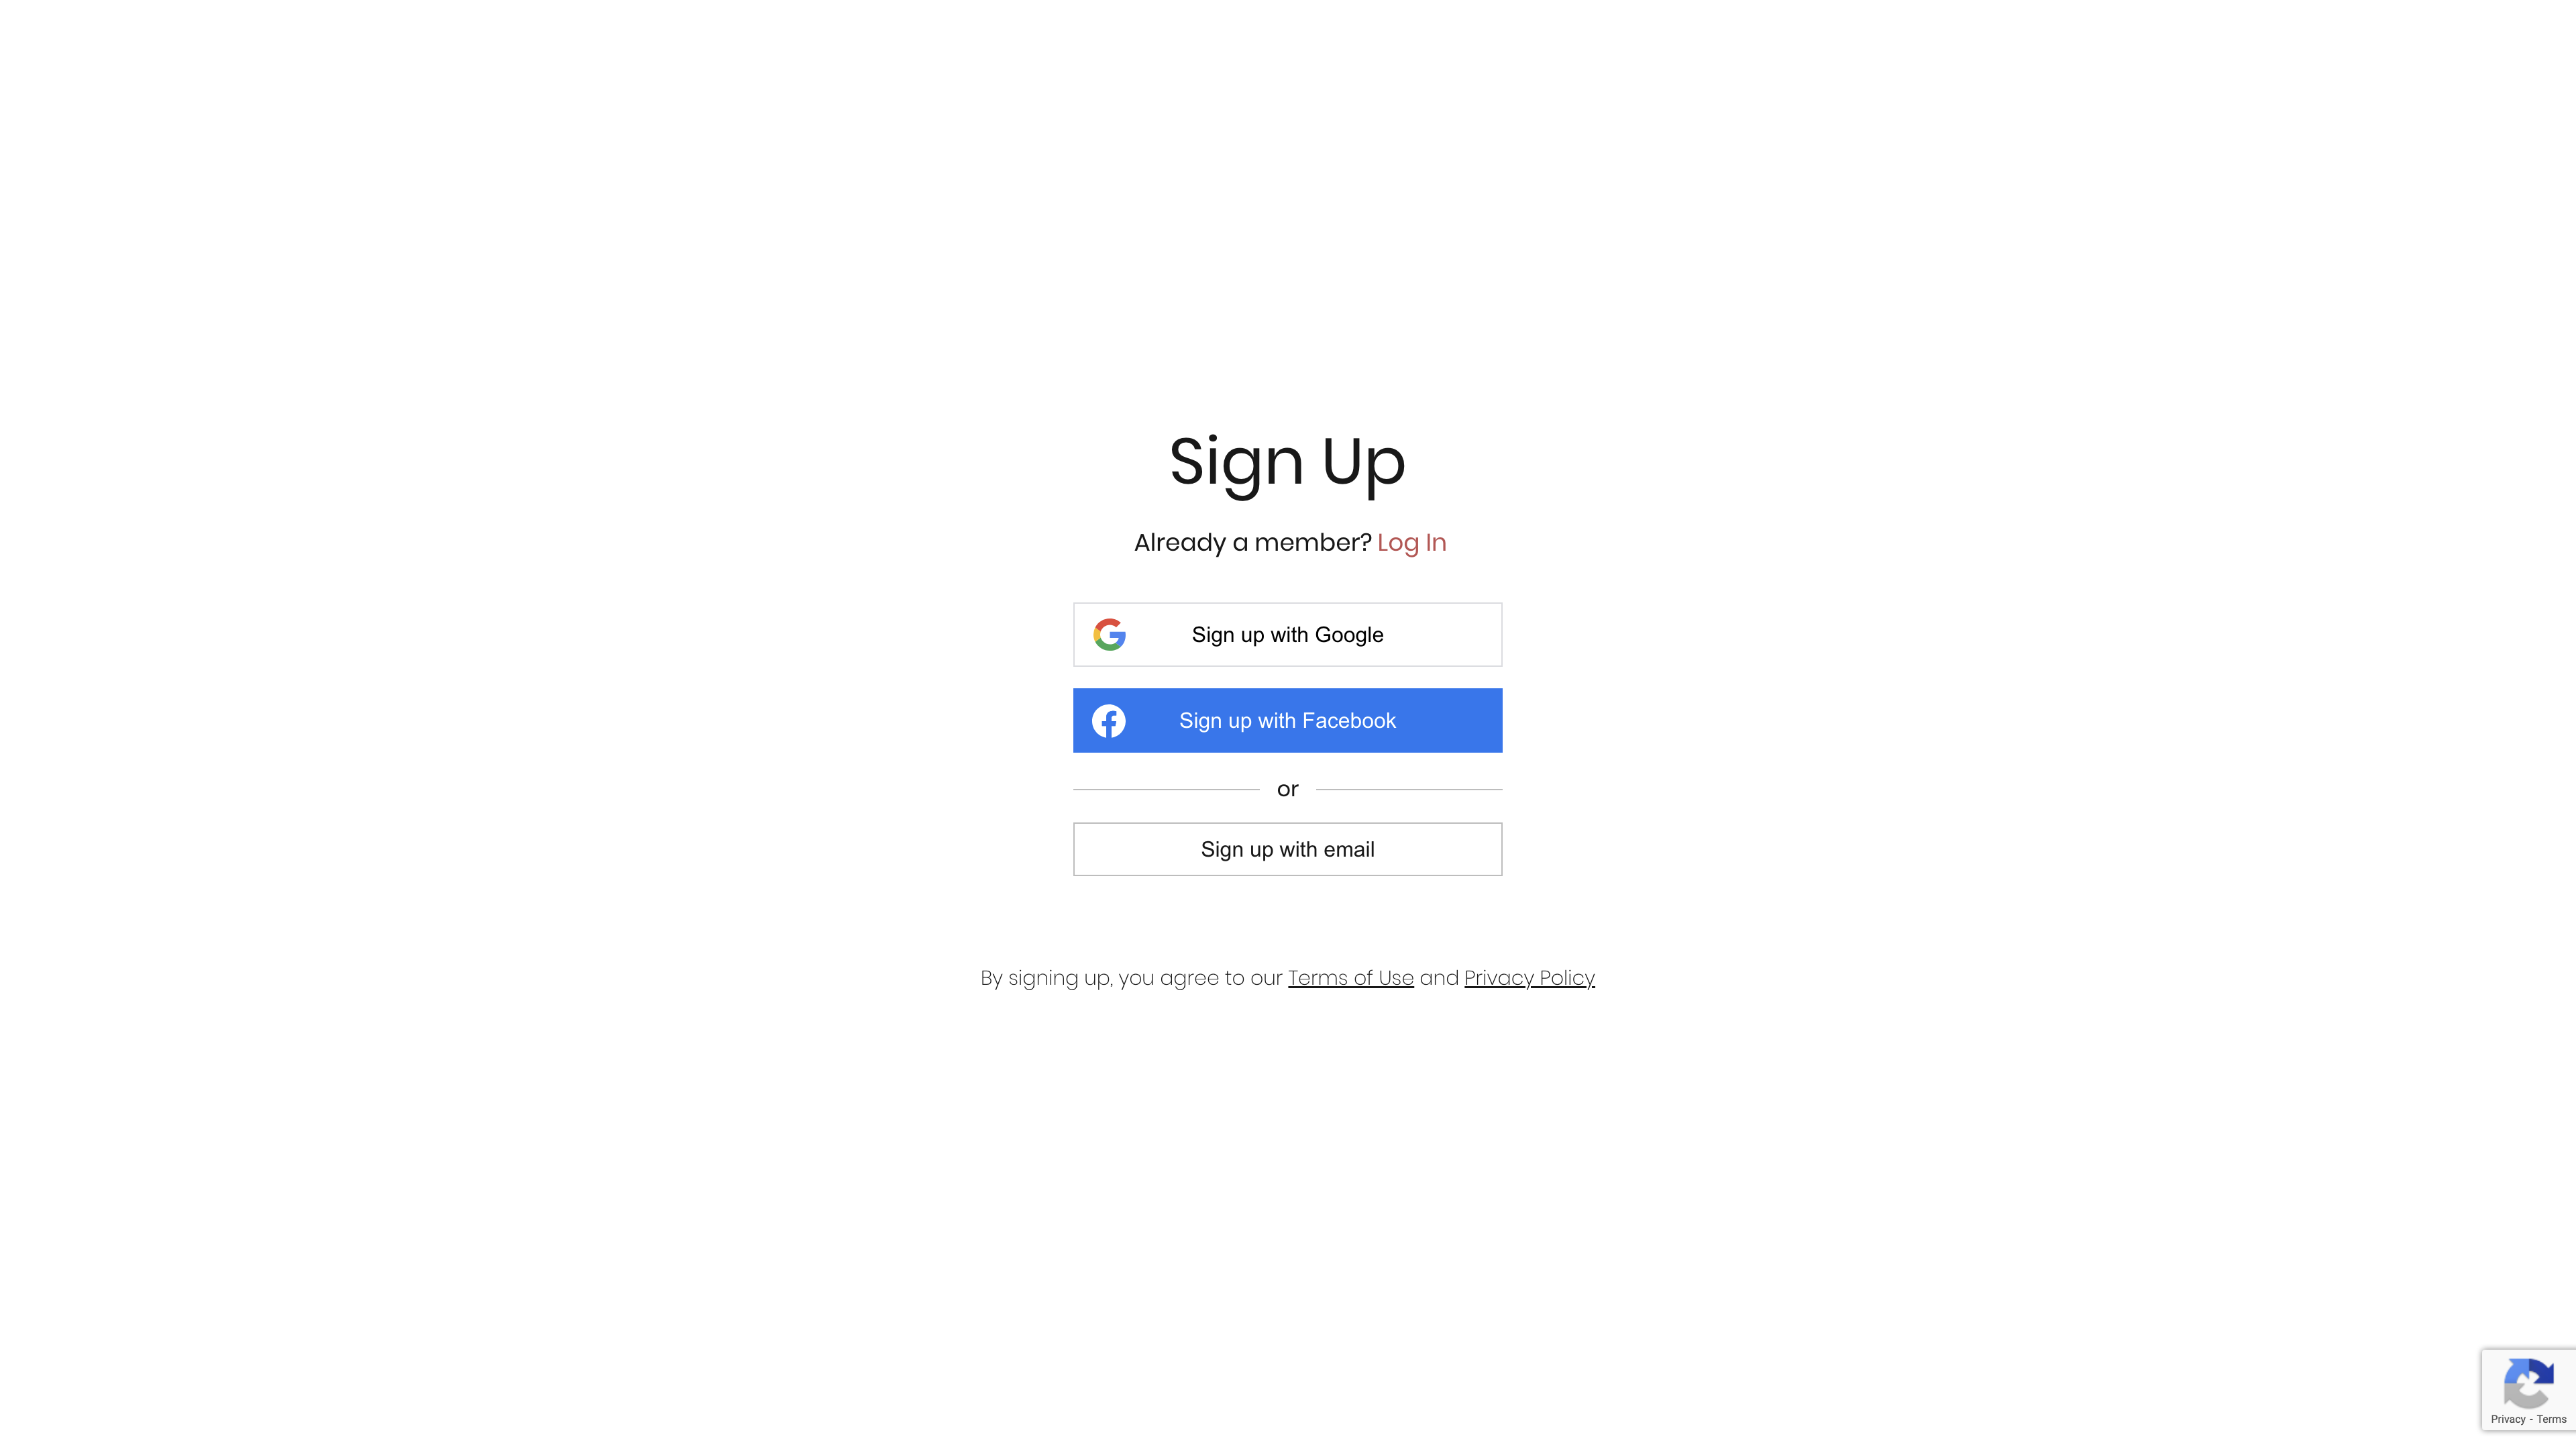 Sign Up
Already a member? Log In
Sign up with Google
Sign up with Facebook
or
Sign up with email
By signing up, you agree to our Terms of Use and Privacy Policy
Privacy - Terms